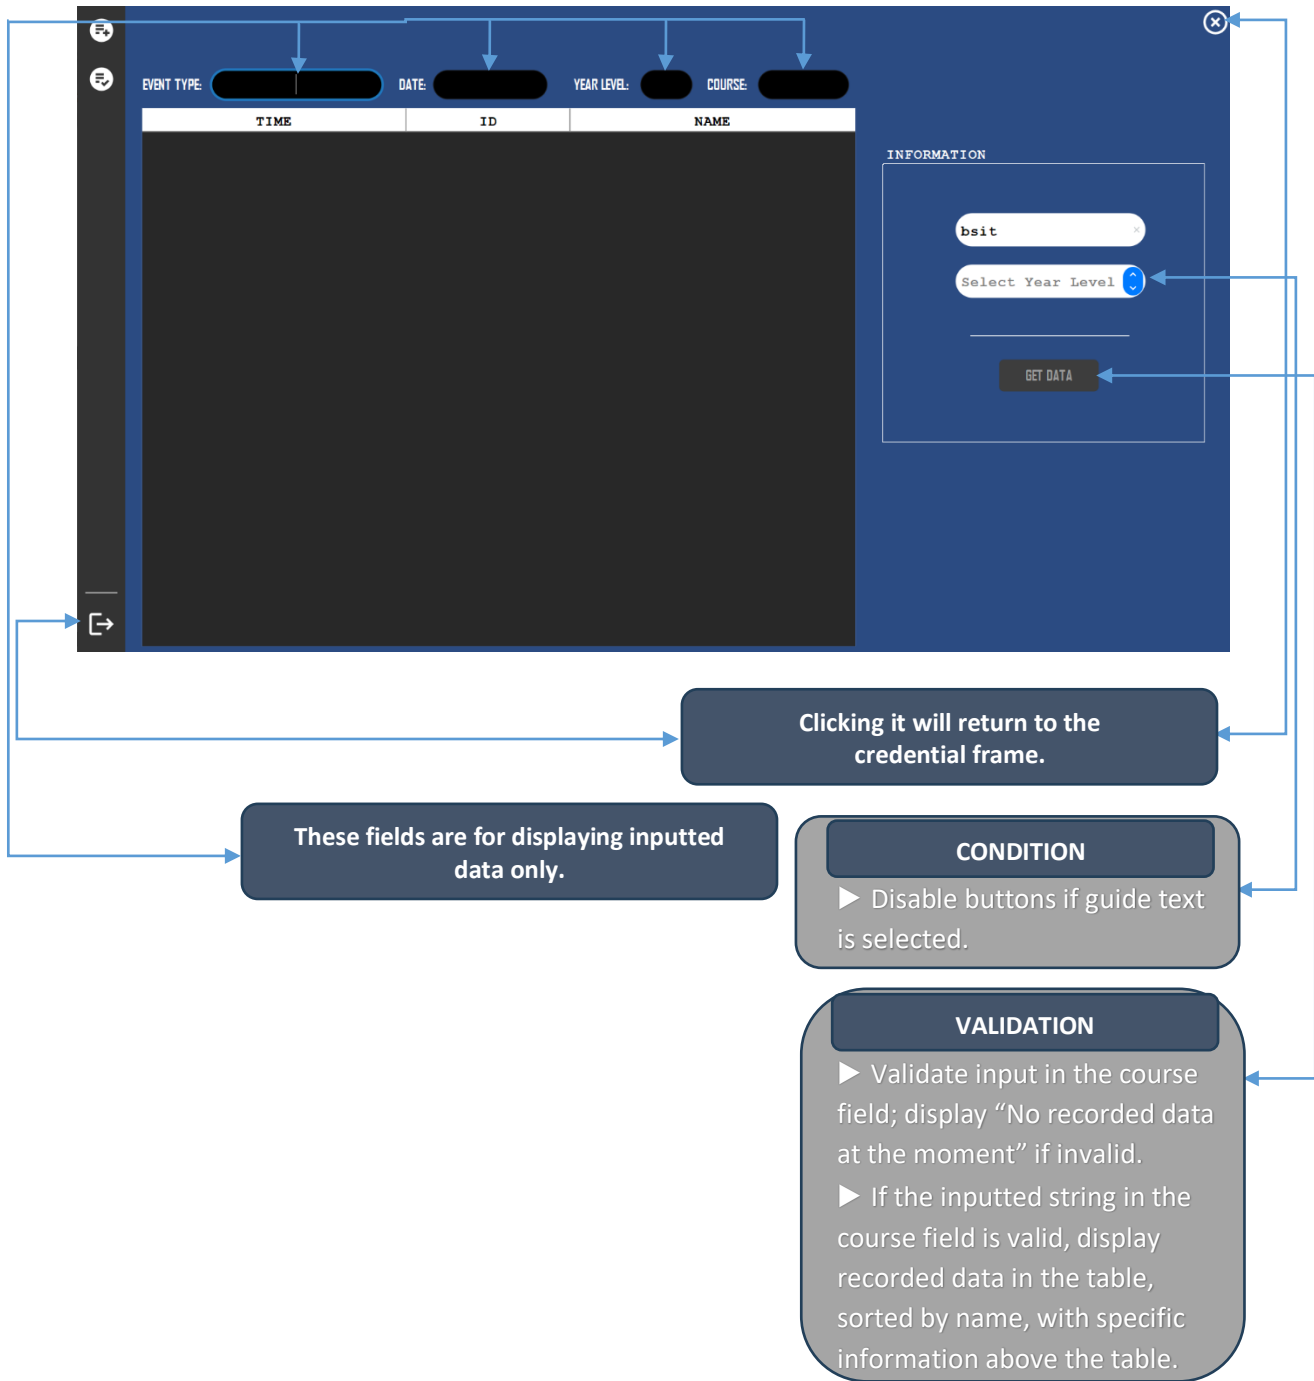 EVENT TYPE: DATE: YEAR LEVEL: COURSE:
TIME ID NAME
INFORMATION
bsit ×
Select Year Level
GET DATA
Clicking it will return to the
credential frame.
These fields are for displaying inputted
data only.
CONDITION
▶ Disable buttons if guide text
is selected.
VALIDATION
▶ Validate input in the course
field; display “No recorded data
at the moment” if invalid.
▶ If the inputted string in the
course field is valid, display
recorded data in the table,
sorted by name, with specific
information above the table.